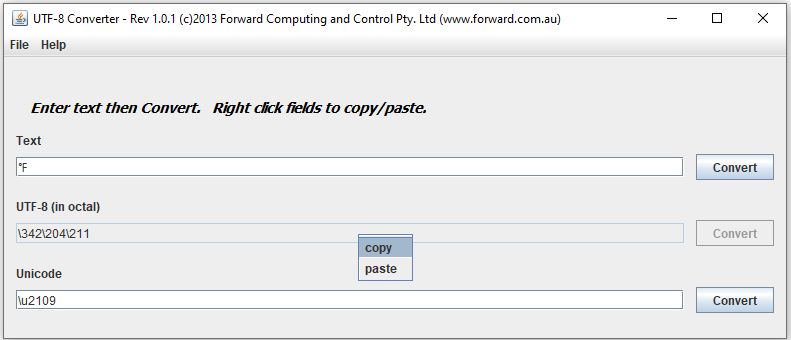 UTF-8 Converter - Rev 1.0.1 (c)2013 Forward Computing and Control Pty. Ltd (www.forward.com.au)
File Help
Enter text then Convert. Right click fields to copy/paste.
Text
℉ Convert
UTF-8 (in octal)
\342\204\211 Convert
copy
paste
Unicode
\u2109 Convert